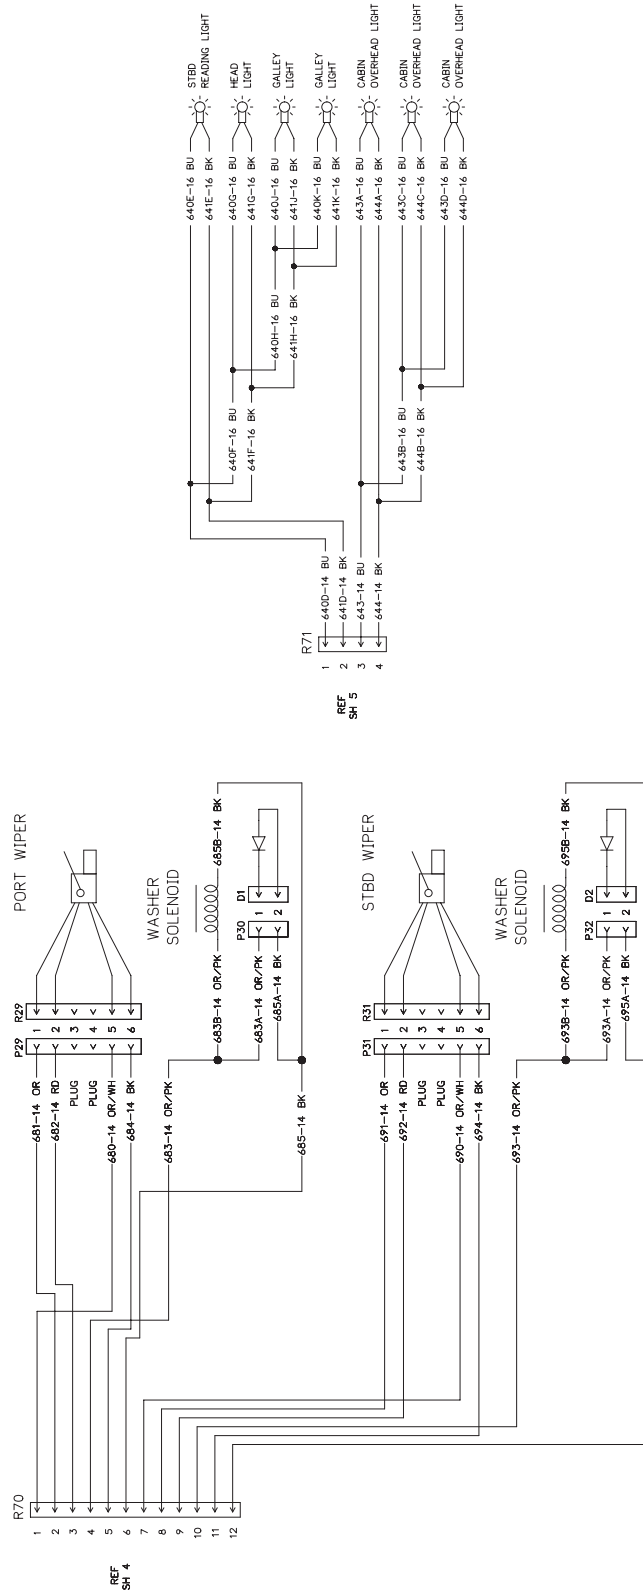 STBD
READING LIGHT
HEAD
LIGHT
GALLEY
LIGHT
GALLEY
LIGHT
CABIN
OVERHEAD LIGHT
CABIN
OVERHEAD LIGHT
CABIN
OVERHEAD LIGHT
640E-16 BU
641E-16 BK
640G-16 BU
641G-16 BK
640J-16 BU
641J-16 BK
640K-16 BU
641K-16 BK
643A-16 BU
644A-16 BK
643C-16 BU
644C-16 BK
643D-16 BU
644D-16 BK
640H-16 BU
641H-16 BK
640F-16 BU
641F-16 BK
643B-16 BU
644B-16 BK
640D-14 BU
641D-14 BK
643-14 BU
644-14 BK
R71
1
2
3
4
REF
SH 5
PORT WIPER
R29
P29
1
2
3
4
5
6
681-14 OR
682-14 RD
PLUG
PLUG
680-14 OR/WH
684-14 BK
683-14 OR/PK
WASHER
SOLENOID
683B-14 OR/PK
685B-14 BK
P30
D1
1
2
683A-14 OR/PK
685A-14 BK
685-14 BK
STBD WIPER
R31
P31
1
2
3
4
5
6
691-14 OR
692-14 RD
PLUG
PLUG
690-14 OR/WH
694-14 BK
693-14 OR/PK
WASHER
SOLENOID
693B-14 OR/PK
695B-14 BK
P32
D2
1
2
693A-14 OR/PK
695A-14 BK
R70
1
2
3
4
5
6
7
8
9
10
11
12
REF
SH 4